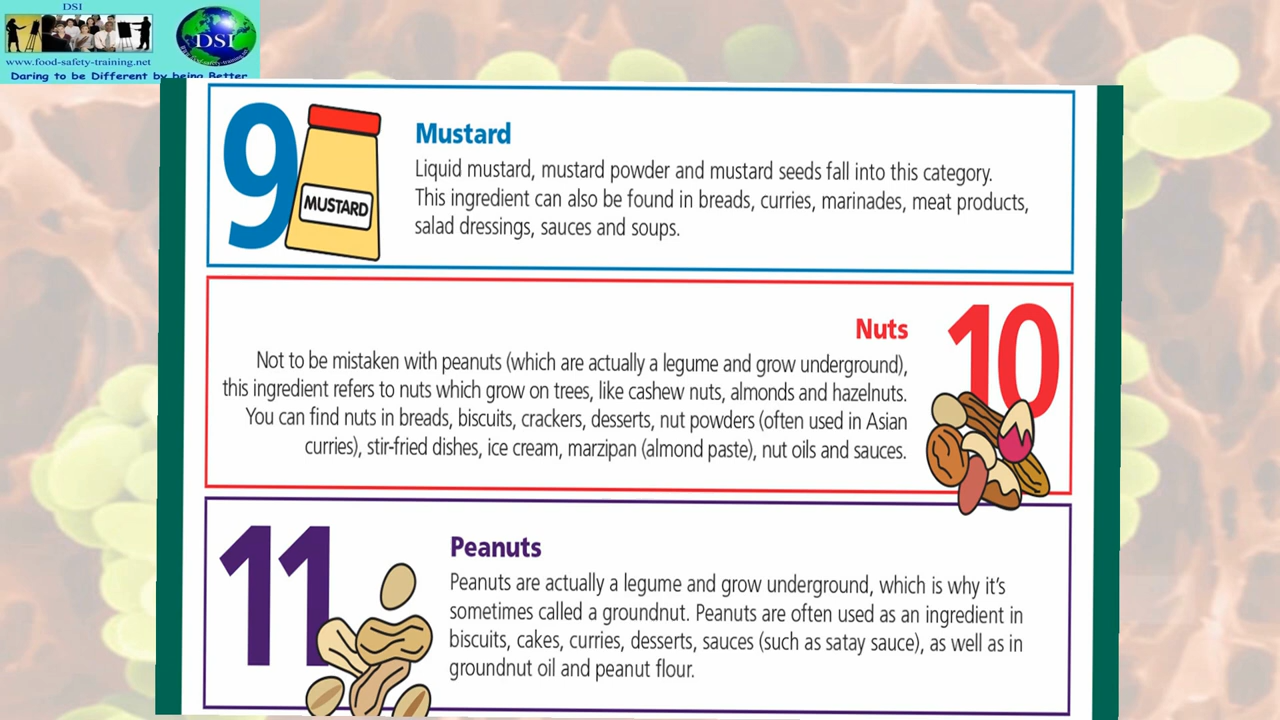 DSI
DSI
www.food-safety-training.net
Daring to be Different by being Better
9
MUSTARD
Mustard
Liquid mustard, mustard powder and mustard seeds fall into this category.
This ingredient can also be found in breads, curries, marinades, meat products,
salad dressings, sauces and soups.
Nuts
10
Not to be mistaken with peanuts (which are actually a legume and grow underground),
this ingredient refers to nuts which grow on trees, like cashew nuts, almonds and hazelnuts.
You can find nuts in breads, biscuits, crackers, desserts, nut powders (often used in Asian
curries), stir-fried dishes, ice cream, marzipan (almond paste), nut oils and sauces.
11
Peanuts
Peanuts are actually a legume and grow underground, which is why it's
sometimes called a groundnut. Peanuts are often used as an ingredient in
biscuits, cakes, curries, desserts, sauces (such as satay sauce), as well as in
groundnut oil and peanut flour.